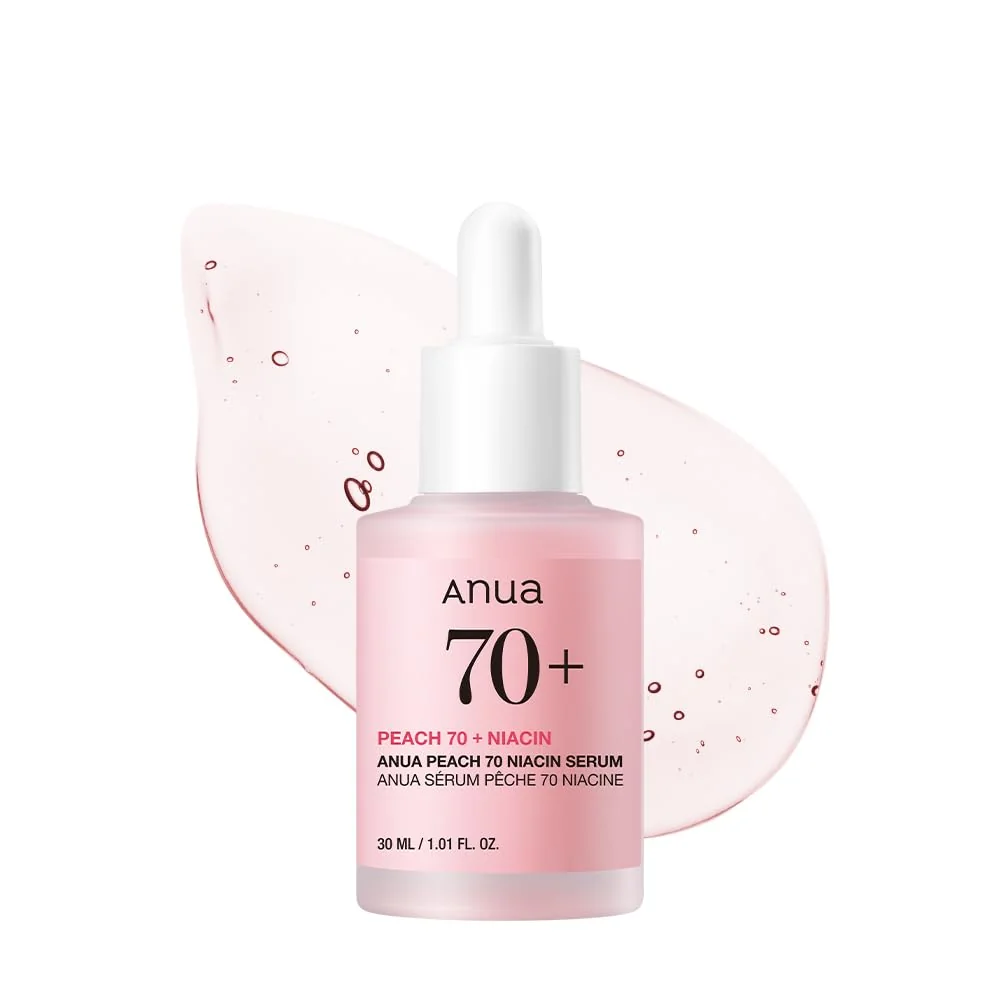 Anua
70+
PEACH 70 + NIACIN
ANUA PEACH 70 NIACIN SERUM
ANUA SÉRUM PÊCHE 70 NIACINE
30 ML / 1.01 FL. OZ.